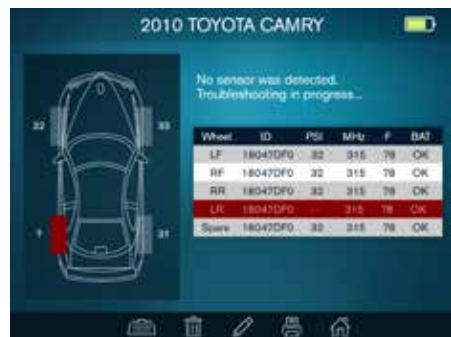 2010 TOYOTA CAMRY
No sensor was detected.
Troubleshooting in progress...
32 33
? 31
Wheel ID PSI MHz F BAT
LF 18047DF0 32 315 78 OK
RF 18047DF0 32 315 78 OK
RR 18047DF0 32 315 78 OK
LR 18047DF0 -- 315 78 OK
Spare 18047DF0 32 315 78 OK